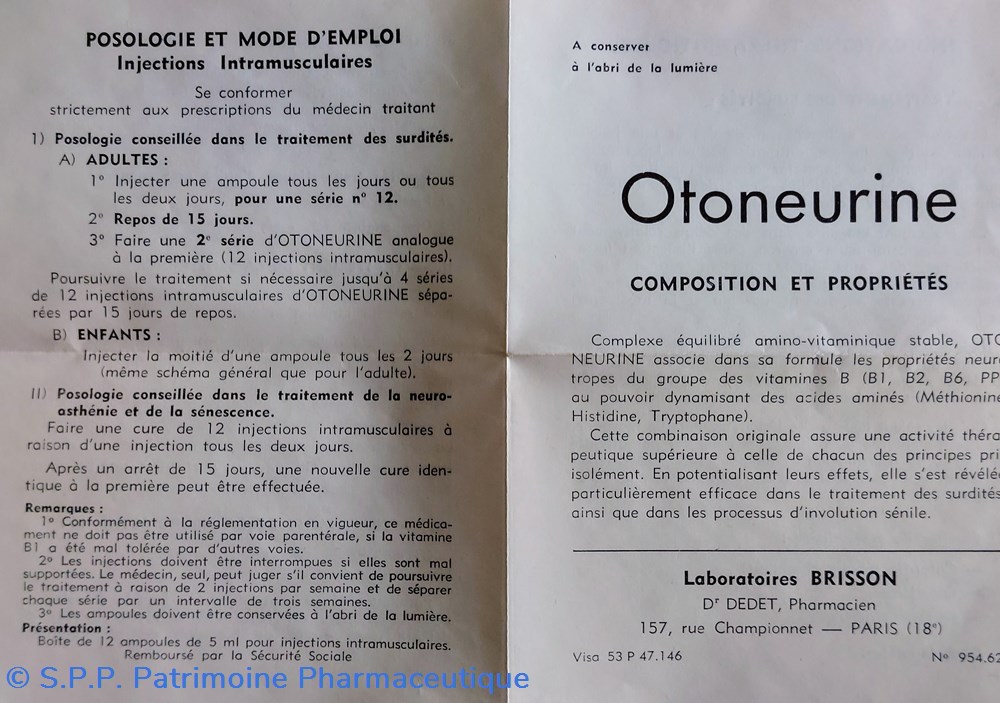 POSOLOGIE ET MODE D'EMPLOI
Injections Intramusculaires
Se conformer
strictement aux prescriptions du médecin traitant
1) Posologie conseillée dans le traitement des surdités.
A) ADULTES :
1° Injecter une ampoule tous les jours ou tous
les deux jours, pour une série n° 12.
2° Repos de 15 jours.
3° Faire une 2e série d'OTONEURINE analogue
à la première (12 injections intramusculaires).
Poursuivre le traitement si nécessaire jusqu'à 4 séries
de 12 injections intramusculaires d'OTONEURINE sépa-
rées par 15 jours de repos.
B) ENFANTS :
Injecter la moitié d'une ampoule tous les 2 jours
(même schéma général que pour l'adulte).
II) Posologie conseillée dans le traitement de la neuro-
asthénie et de la sénescence.
Faire une cure de 12 injections intramusculaires à
raison d'une injection tous les deux jours.
Après un arrêt de 15 jours, une nouvelle cure iden-
tique à la première peut être effectuée.
Remarques :
1° Conformément à la réglementation en vigueur, ce médica-
ment ne doit pas être utilisé par voie parentérale, si la vitamine
B1 a été mal tolérée par d'autres voies.
2° Les injections doivent être interrompues si elles sont mal
supportées. Le médecin, seul, peut juger s'il convient de poursuivre
le traitement à raison de 2 injections par semaine et de séparer
chaque série par un intervalle de trois semaines.
3° Les ampoules doivent être conservées à l'abri de la lumière.
Présentation :
Boîte de 12 ampoules de 5 ml pour injections intramusculaires.
Remboursé par la Sécurité Sociale
A conserver
à l'abri de la lumière
Otoneurine
COMPOSITION ET PROPRIÉTÉS
Complexe équilibré amino-vitaminique stable, OTO
NEURINE associe dans sa formule les propriétés neuro
tropes du groupe des vitamines B (B1, B2, B6, PP
au pouvoir dynamisant des acides aminés (Méthionine
Histidine, Tryptophane).
Cette combinaison originale assure une activité théra
peutique supérieure à celle de chacun des principes pri
isolément. En potentialisant leurs effets, elle s'est révélée
particulièrement efficace dans le traitement des surdités
ainsi que dans les processus d'involution sénile.
Laboratoires BRISSON
Dr DEDET, Pharmacien
157, rue Championnet — PARIS (18e)
Visa 53 P 47.146 N° 954.62
© S.P.P. Patrimoine Pharmaceutique